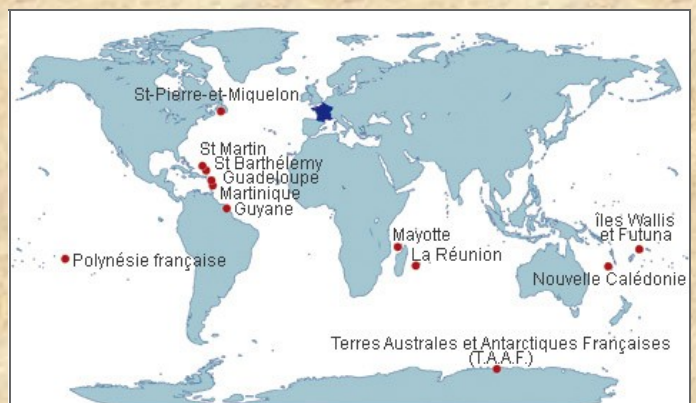 St-Pierre-et-Miquelon
St Martin
St Barthélemy
Guadeloupe
Martinique
Guyane
Mayotte
La Réunion
îles Wallis
et Futuna
Polynésie française
Nouvelle Calédonie
Terres Australes et Antarctiques Françaises
(T.A.A.F.)